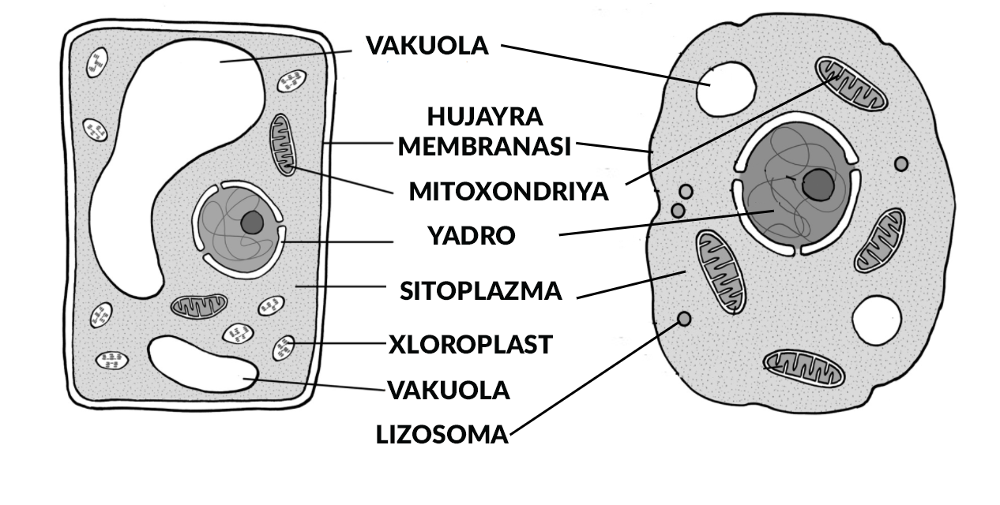 VAKUOLA
HUJAYRA
MEMBRANASI
MITOXONDRIYA
YADRO
SITOPLAZMA
XLOROPLAST
VAKUOLA
LIZOSOMA